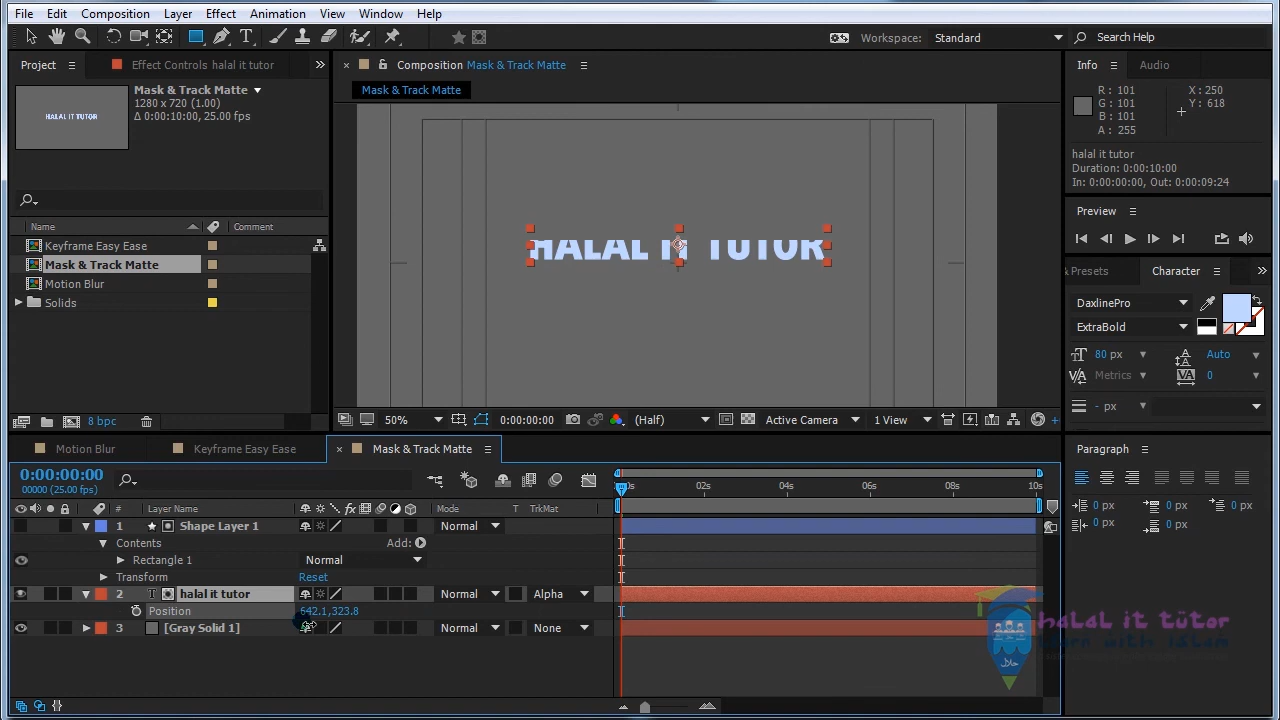 File Edit Composition Layer Effect Animation View Window Help
Workspace: Standard Search Help
Project Effect Controls halal it tutor
Composition Mask & Track Matte
Info Audio
Mask & Track Matte
1280 x 720 (1.00)
Δ 0:00:10:00, 25.00 fps
HALAL IT TUTOR
Mask & Track Matte
R : 101
G : 101
B : 101
A : 255
X : 250
Y : 618
halal it tutor
Duration: 0:00:10:00
In: 0:00:00:00, Out: 0:00:09:24
Name Comment
Keyframe Easy Ease
Mask & Track Matte
Motion Blur
Solids
HALAL IT TUTOR
Preview
& Presets Character
DaxlinePro
ExtraBold
80 px Auto
Metrics 0
- px
8 bpc
50% 0:00:00:00 (Half) Active Camera 1 View
Motion Blur Keyframe Easy Ease Mask & Track Matte
Paragraph
0:00:00:00
00000 (25.00 fps)
02s 04s 06s 08s 10s
# Layer Name Mode T TrkMat
1 Shape Layer 1 Normal
Contents Add:
Rectangle 1 Normal
Transform Reset
2 halal it tutor Normal Alpha
Position 642.1,323.8
3 [Gray Solid 1] Normal None
0 px 0 px 0 px
0 px 0 px
halal it tutor
learn with islam
حلال